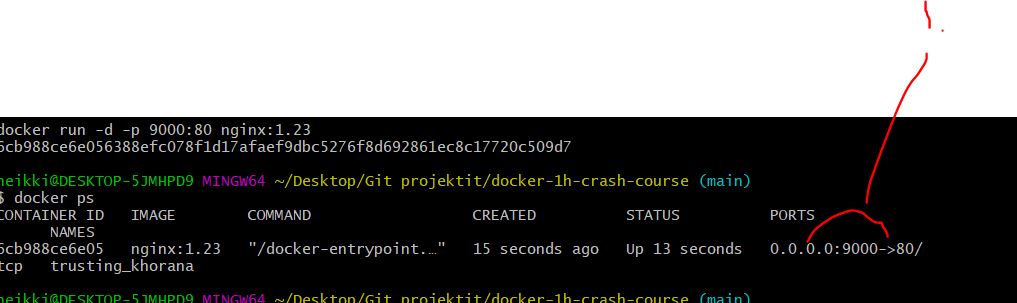 docker run -d -p 9000:80 nginx:1.23
6cb988ce6e056388efc078f1d17afaef9dbc5276f8d692861ec8c17720c509d7
heikki@DESKTOP-5JMHPD9 MINGW64 ~/Desktop/Git projektit/docker-1h-crash-course (main)
$ docker ps
CONTAINER ID   IMAGE        COMMAND                  CREATED          STATUS          PORTS
NAMES
6cb988ce6e05   nginx:1.23   "/docker-entrypoint.…"   15 seconds ago   Up 13 seconds   0.0.0.0:9000->80/
tcp   trusting_khorana
heikki@DESKTOP-5JMHPD9 MINGW64 ~/Desktop/Git projektit/docker-1h-crash-course (main)